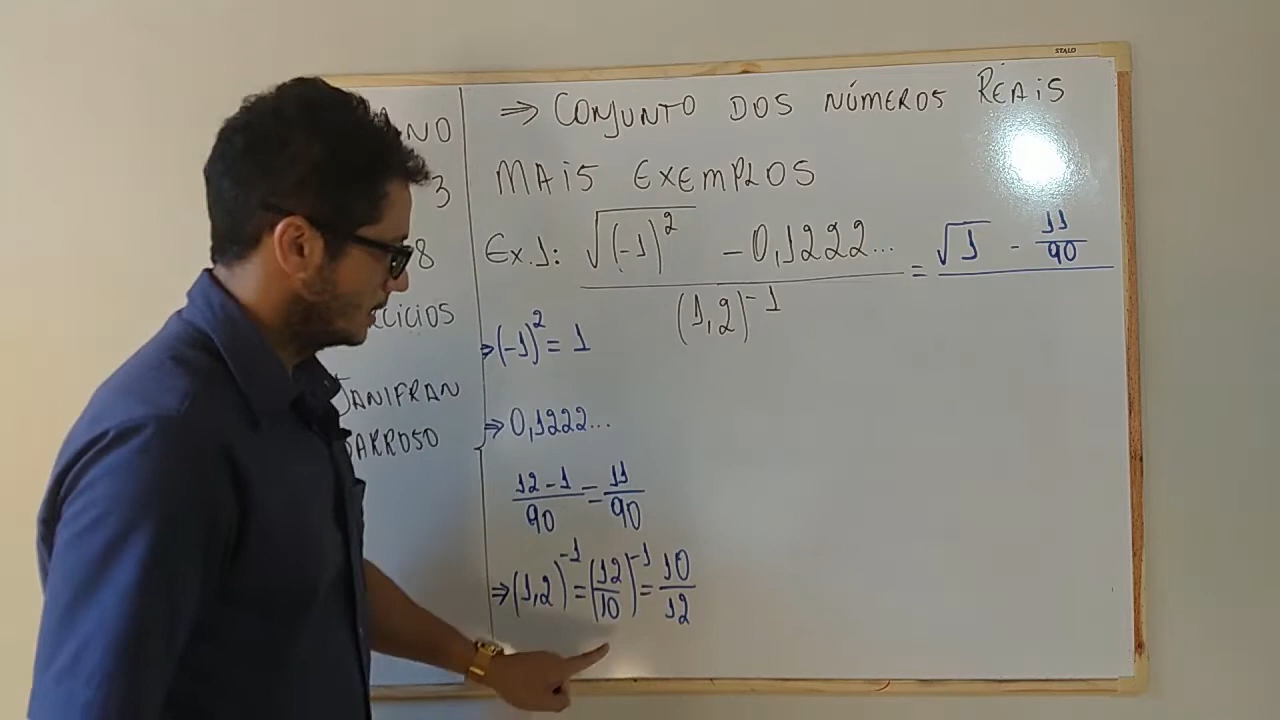 STALO
ANO
3
8
CÍCIOS
JANIFRAN
BARROSO
⇒ CONJUNTO DOS NÚMEROS REAIS
MAIS EXEMPLOS
Ex.1: (√(-1)² - 0,1222...) / (1,2)⁻¹ = √1 - 11/90
⇒ (-1)² = 1
⇒ 0,1222...
(12-1)/90 = 11/90
⇒ (1,2)⁻¹ = (12/10)⁻¹ = 10/12